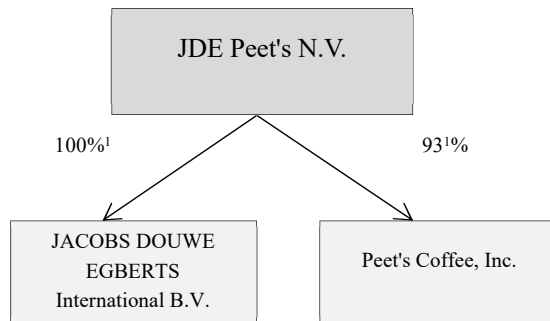 JDE Peet's N.V.
100%¹
93¹%
JACOBS DOUWE
EGBERTS
International B.V.
Peet's Coffee, Inc.